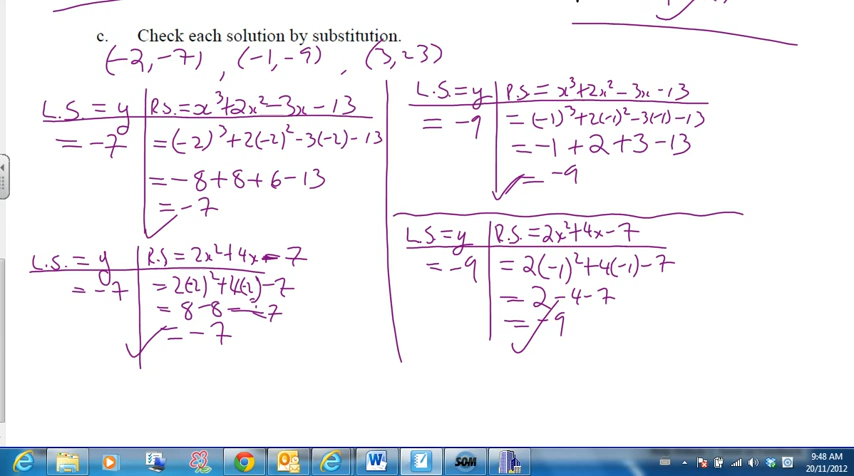 c. Check each solution by substitution.
(-2, -7) , (-1, -9) , (3, 23)
L.S. = y R.S. = x³+2x²-3x-13
= -7 = (-2)³+2(-2)²-3(-2)-13
= -8+8+6-13
= -7
L.S. = y R.S = 2x²+4x-7
= -7 = 2(-2)²+4(-2)-7
= 8-8-7
= -7
L.S. = y R.S. = x³+2x²-3x-13
= -9 = (-1)³+2(-1)²-3(-1)-13
= -1+2+3-13
= -9
L.S. = y R.S. = 2x²+4x-7
= -9 = 2(-1)²+4(-1)-7
= 2-4-7
= -9
SDM
9:48 AM
20/11/2012